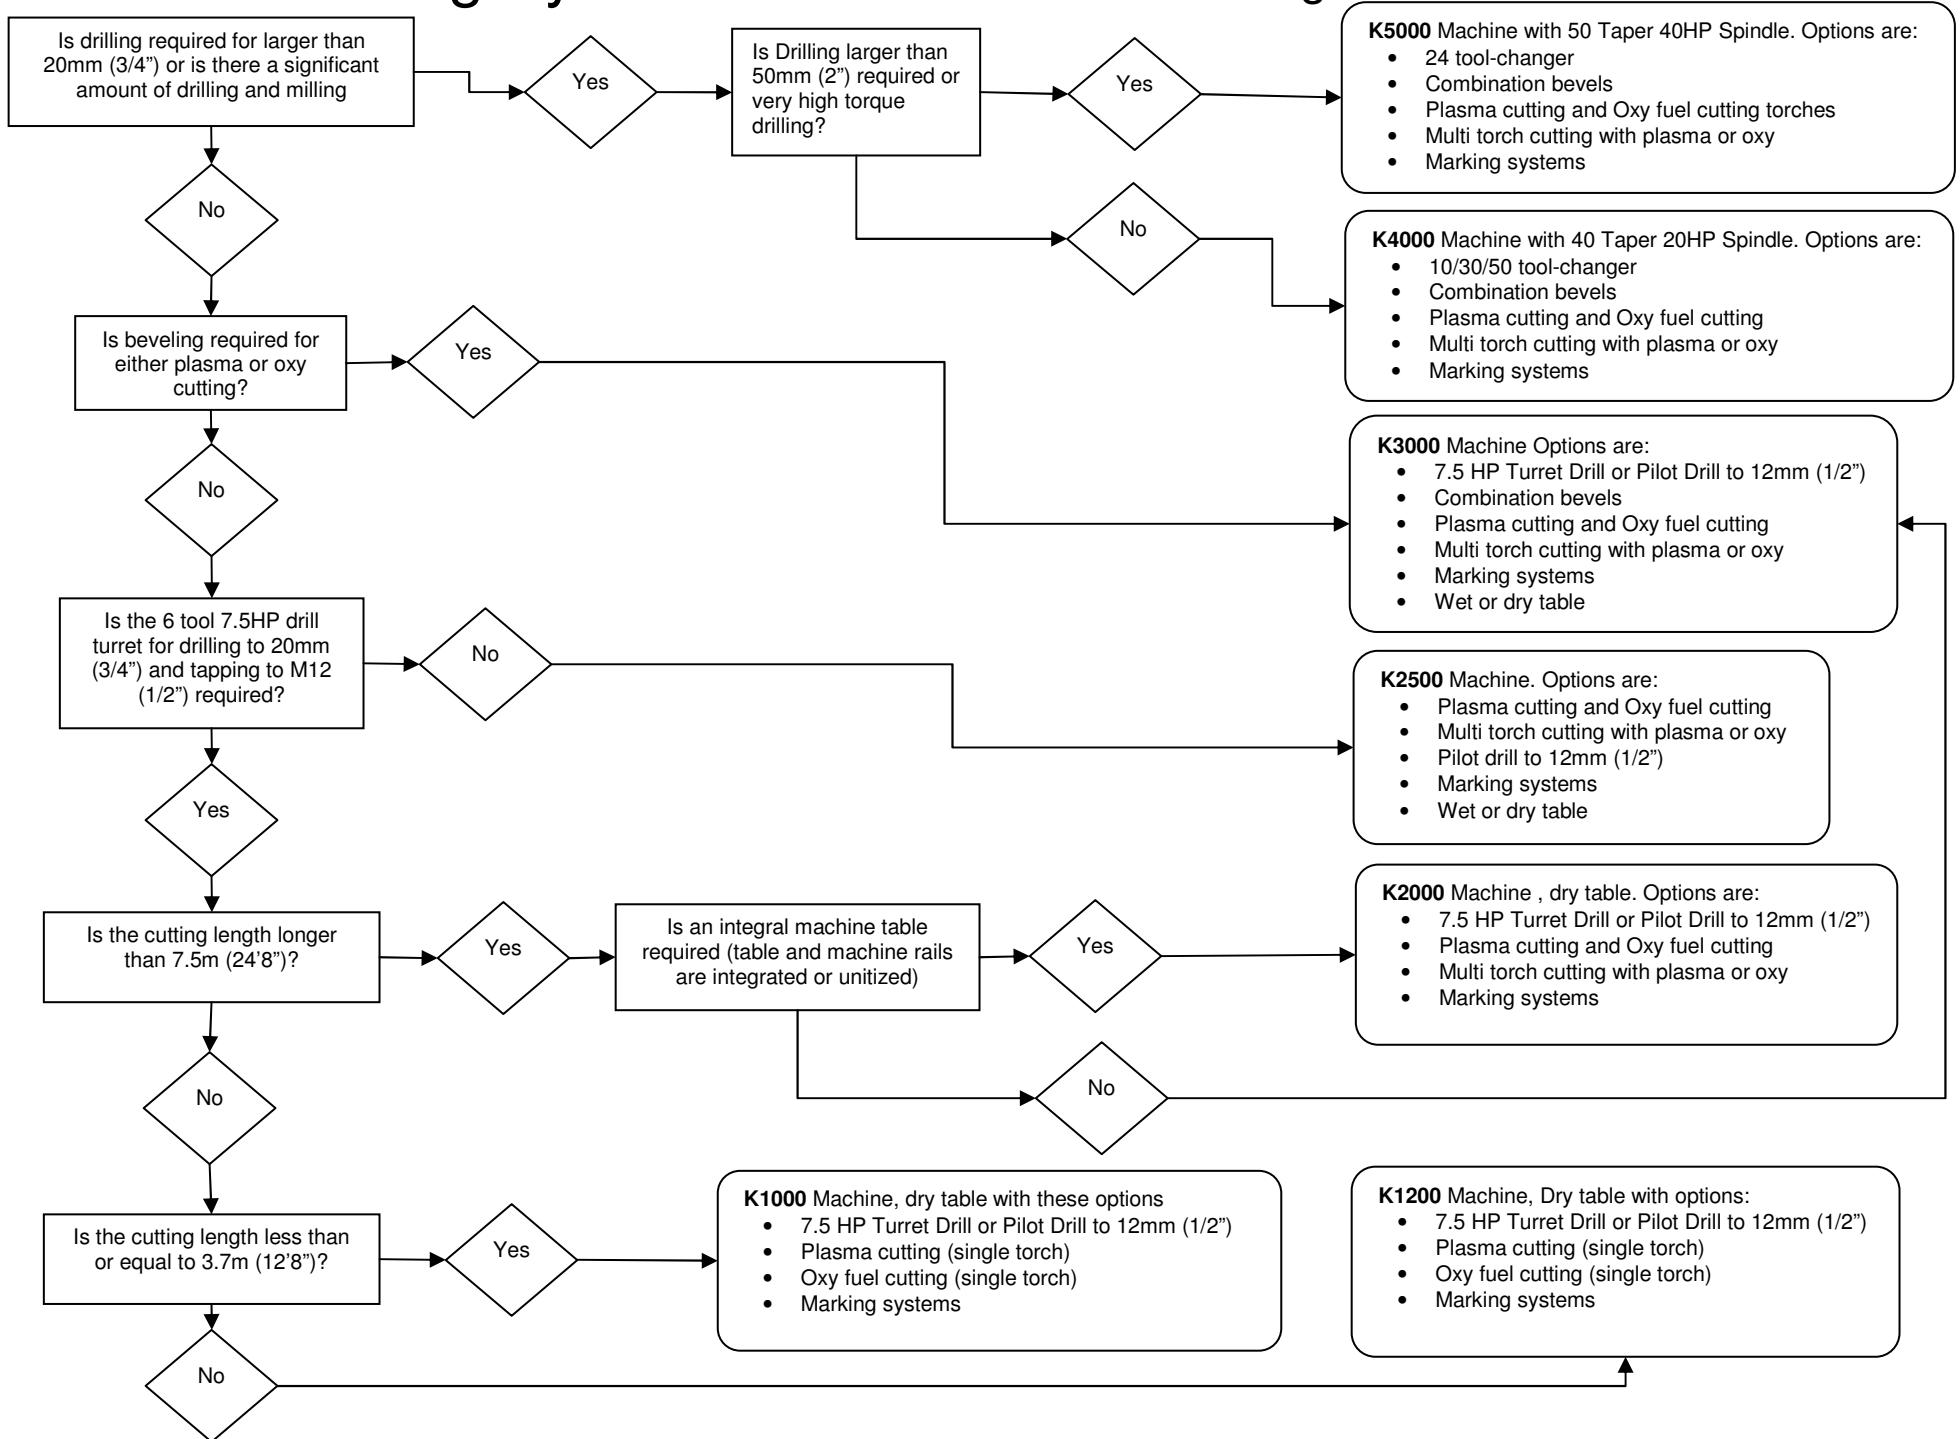 Is drilling required for larger than
20mm (3/4”) or is there a significant
amount of drilling and milling
Yes
Is Drilling larger than
50mm (2”) required or
very high torque
drilling?
Yes
K5000 Machine with 50 Taper 40HP Spindle. Options are:
• 24 tool-changer
• Combination bevels
• Plasma cutting and Oxy fuel cutting torches
• Multi torch cutting with plasma or oxy
• Marking systems
No
No
K4000 Machine with 40 Taper 20HP Spindle. Options are:
• 10/30/50 tool-changer
• Combination bevels
• Plasma cutting and Oxy fuel cutting
• Multi torch cutting with plasma or oxy
• Marking systems
Is beveling required for
either plasma or oxy
cutting?
Yes
K3000 Machine Options are:
• 7.5 HP Turret Drill or Pilot Drill to 12mm (1/2”)
• Combination bevels
• Plasma cutting and Oxy fuel cutting
• Multi torch cutting with plasma or oxy
• Marking systems
• Wet or dry table
No
Is the 6 tool 7.5HP drill
turret for drilling to 20mm
(3/4”) and tapping to M12
(1/2”) required?
No
K2500 Machine. Options are:
• Plasma cutting and Oxy fuel cutting
• Multi torch cutting with plasma or oxy
• Pilot drill to 12mm (1/2”)
• Marking systems
• Wet or dry table
Yes
Is the cutting length longer
than 7.5m (24’8”)?
Yes
Is an integral machine table
required (table and machine rails
are integrated or unitized)
Yes
K2000 Machine , dry table. Options are:
• 7.5 HP Turret Drill or Pilot Drill to 12mm (1/2”)
• Plasma cutting and Oxy fuel cutting
• Multi torch cutting with plasma or oxy
• Marking systems
No
No
Is the cutting length less than
or equal to 3.7m (12’8”)?
Yes
K1000 Machine, dry table with these options
• 7.5 HP Turret Drill or Pilot Drill to 12mm (1/2”)
• Plasma cutting (single torch)
• Oxy fuel cutting (single torch)
• Marking systems
K1200 Machine, Dry table with options:
• 7.5 HP Turret Drill or Pilot Drill to 12mm (1/2”)
• Plasma cutting (single torch)
• Oxy fuel cutting (single torch)
• Marking systems
No